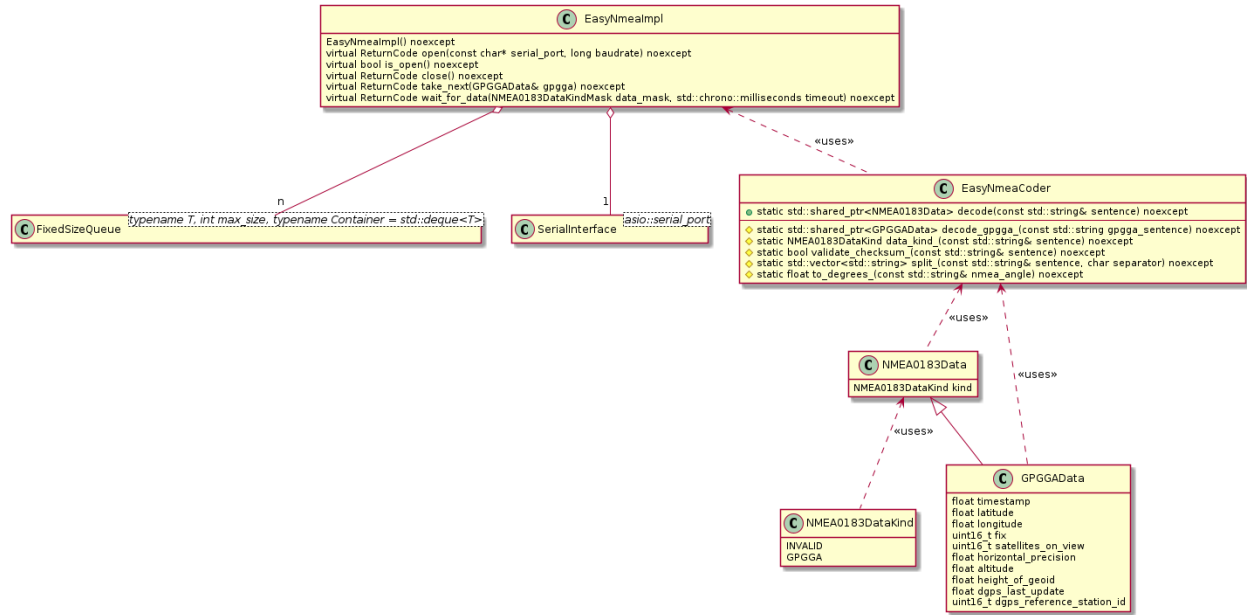 C EasyNmeaImpl
EasyNmeaImpl() noexcept
virtual ReturnCode open(const char* serial_port, long baudrate) noexcept
virtual bool is_open() noexcept
virtual ReturnCode close() noexcept
virtual ReturnCode take_next(GPGGAData& gpgga) noexcept
virtual ReturnCode wait_for_data(NMEA0183DataKindMask data_mask, std::chrono::milliseconds timeout) noexcept
«uses»
n
1
C FixedSizeQueue
typename T, int max_size, typename Container = std::deque<T>
C SerialInterface
asio::serial_port
C EasyNmeaCoder
static std::shared_ptr<NMEA0183Data> decode(const std::string& sentence) noexcept
static std::shared_ptr<GPGGAData> decode_gpgga_(const std::string gpgga_sentence) noexcept
static NMEA0183DataKind data_kind_(const std::string& sentence) noexcept
static bool validate_checksum_(const std::string& sentence) noexcept
static std::vector<std::string> split_(const std::string& sentence, char separator) noexcept
static float to_degrees_(const std::string& nmea_angle) noexcept
«uses»
«uses»
C NMEA0183Data
NMEA0183DataKind kind
«uses»
C NMEA0183DataKind
INVALID
GPGGA
C GPGGAData
float timestamp
float latitude
float longitude
uint16_t fix
uint16_t satellites_on_view
float horizontal_precision
float altitude
float height_of_geoid
float dgps_last_update
uint16_t dgps_reference_station_id